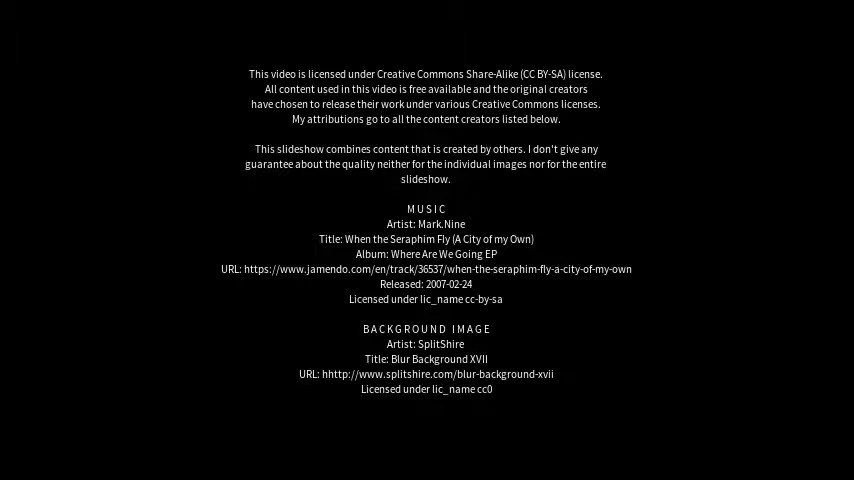 This video is licensed under Creative Commons Share-Alike (CC BY-SA) license.
All content used in this video is free available and the original creators
have chosen to release their work under various Creative Commons licenses.
My attributions go to all the content creators listed below.
This slideshow combines content that is created by others. I don't give any
guarantee about the quality neither for the individual images nor for the entire
slideshow.
MUSIC
Artist: Mark.Nine
Title: When the Seraphim Fly (A City of my Own)
Album: Where Are We Going EP
URL: https://www.jamendo.com/en/track/36537/when-the-seraphim-fly-a-city-of-my-own
Released: 2007-02-24
Licensed under lic_name cc-by-sa
BACKGROUND IMAGE
Artist: SplitShire
Title: Blur Background XVII
URL: hhttp://www.splitshire.com/blur-background-xvii
Licensed under lic_name cc0